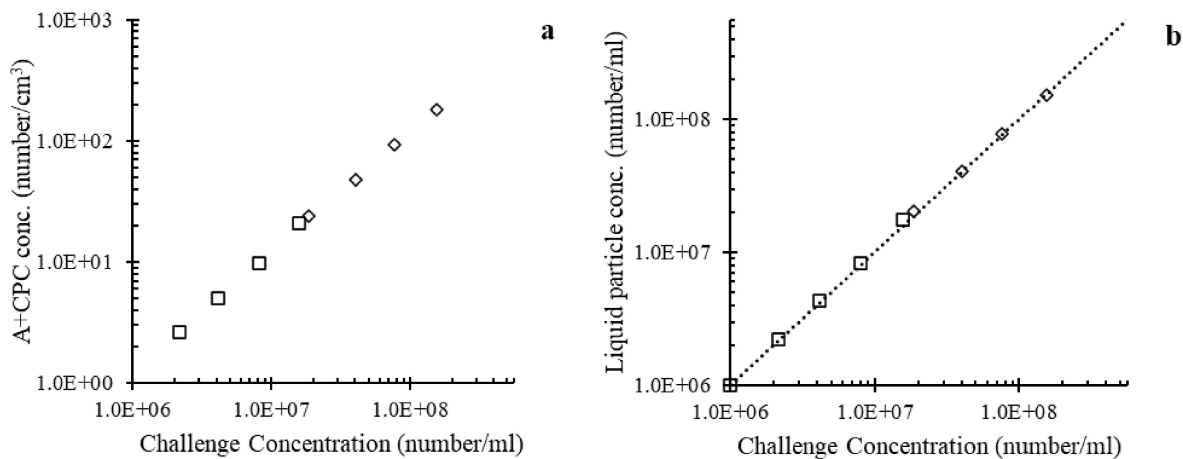 a
1.0E+03
1.0E+02
1.0E+01
1.0E+00
A+CPC conc. (number/cm³)
1.0E+06 1.0E+07 1.0E+08
Challenge Concentration (number/ml)
b
1.0E+08
1.0E+07
1.0E+06
Liquid particle conc. (number/ml)
1.0E+06 1.0E+07 1.0E+08
Challenge Concentration (number/ml)